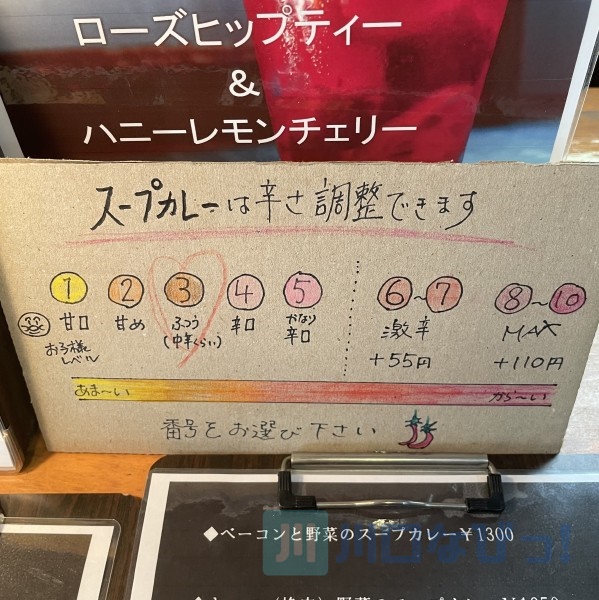 ローズヒップティー
&
ハニーレモンチェリー
スープカレーは辛さ調整できます
1 2 3 4 5 6~7 8~10
甘口 甘め ふつう 辛口 かなり辛口 激辛 MAX
お子様レベル (中辛くらい) +55円 +110円
あま～い から～い
番号をお選び下さい
◆ベーコンと野菜のスープカレー¥1300
川口なびっ!